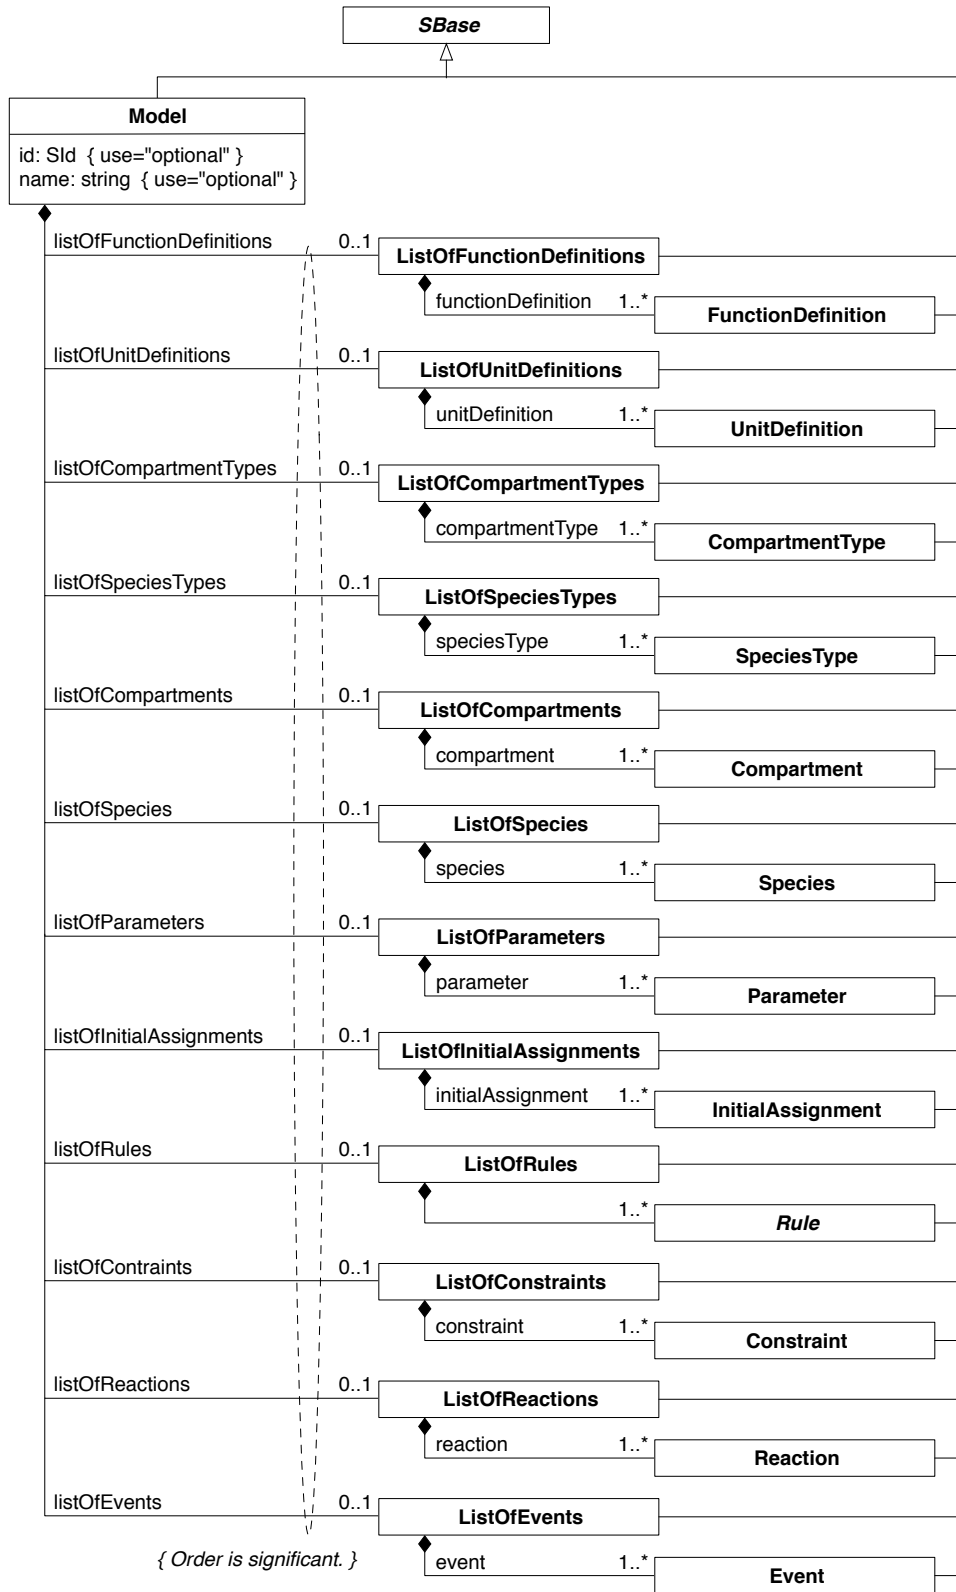 SBase
Model
id: SId { use="optional" }
name: string { use="optional" }
listOfFunctionDefinitions 0..1 ListOfFunctionDefinitions
functionDefinition 1..* FunctionDefinition
listOfUnitDefinitions 0..1 ListOfUnitDefinitions
unitDefinition 1..* UnitDefinition
listOfCompartmentTypes 0..1 ListOfCompartmentTypes
compartmentType 1..* CompartmentType
listOfSpeciesTypes 0..1 ListOfSpeciesTypes
speciesType 1..* SpeciesType
listOfCompartments 0..1 ListOfCompartments
compartment 1..* Compartment
listOfSpecies 0..1 ListOfSpecies
species 1..* Species
listOfParameters 0..1 ListOfParameters
parameter 1..* Parameter
listOfInitialAssignments 0..1 ListOfInitialAssignments
initialAssignment 1..* InitialAssignment
listOfRules 0..1 ListOfRules
1..* Rule
listOfContraints 0..1 ListOfConstraints
constraint 1..* Constraint
listOfReactions 0..1 ListOfReactions
reaction 1..* Reaction
listOfEvents 0..1 ListOfEvents
{ Order is significant. } event 1..* Event